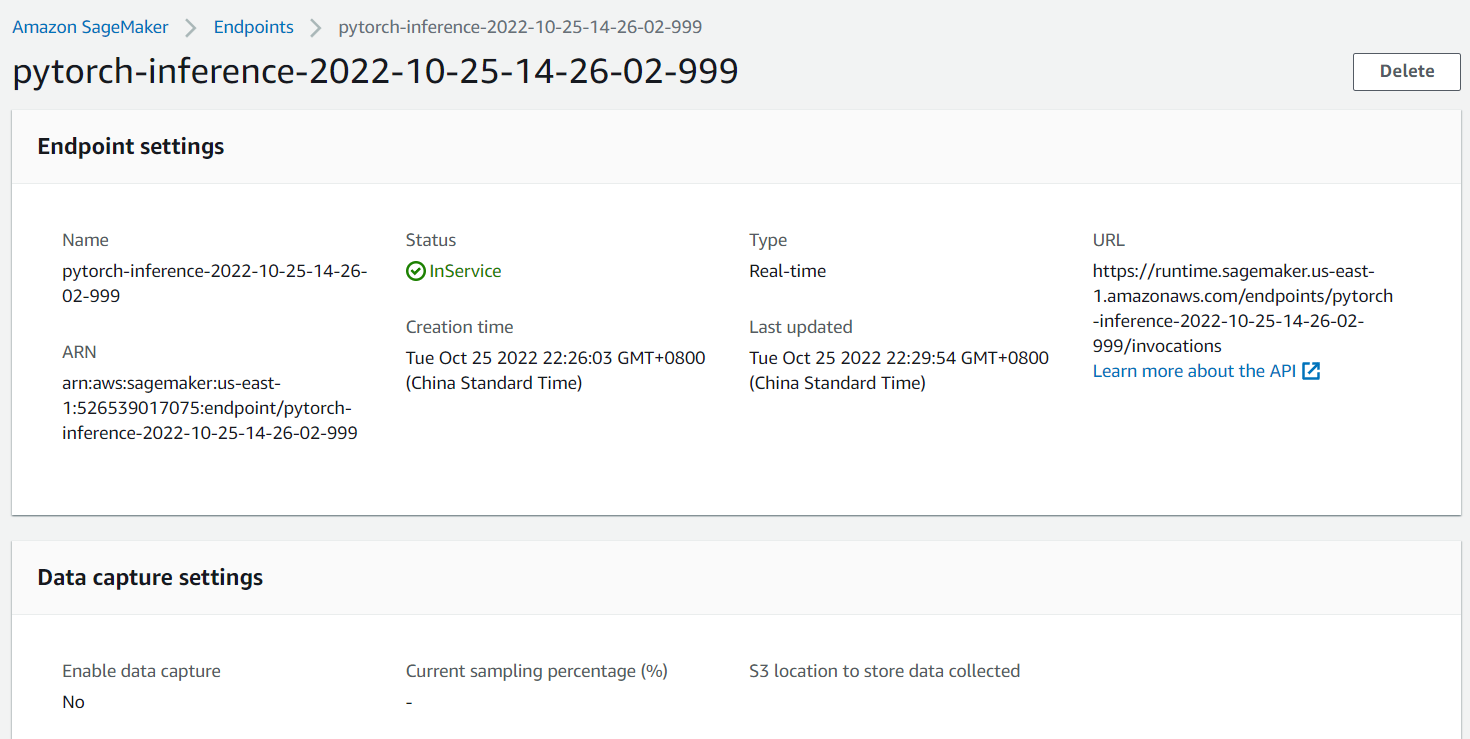 Amazon SageMaker > Endpoints > pytorch-inference-2022-10-25-14-26-02-999
pytorch-inference-2022-10-25-14-26-02-999
Delete
Endpoint settings
Name
pytorch-inference-2022-10-25-14-26-
02-999
ARN
arn:aws:sagemaker:us-east-
1:526539017075:endpoint/pytorch-
inference-2022-10-25-14-26-02-999
Status
InService
Creation time
Tue Oct 25 2022 22:26:03 GMT+0800
(China Standard Time)
Type
Real-time
Last updated
Tue Oct 25 2022 22:29:54 GMT+0800
(China Standard Time)
URL
https://runtime.sagemaker.us-east-
1.amazonaws.com/endpoints/pytorch
-inference-2022-10-25-14-26-02-
999/invocations
Learn more about the API
Data capture settings
Enable data capture
No
Current sampling percentage (%)
-
S3 location to store data collected